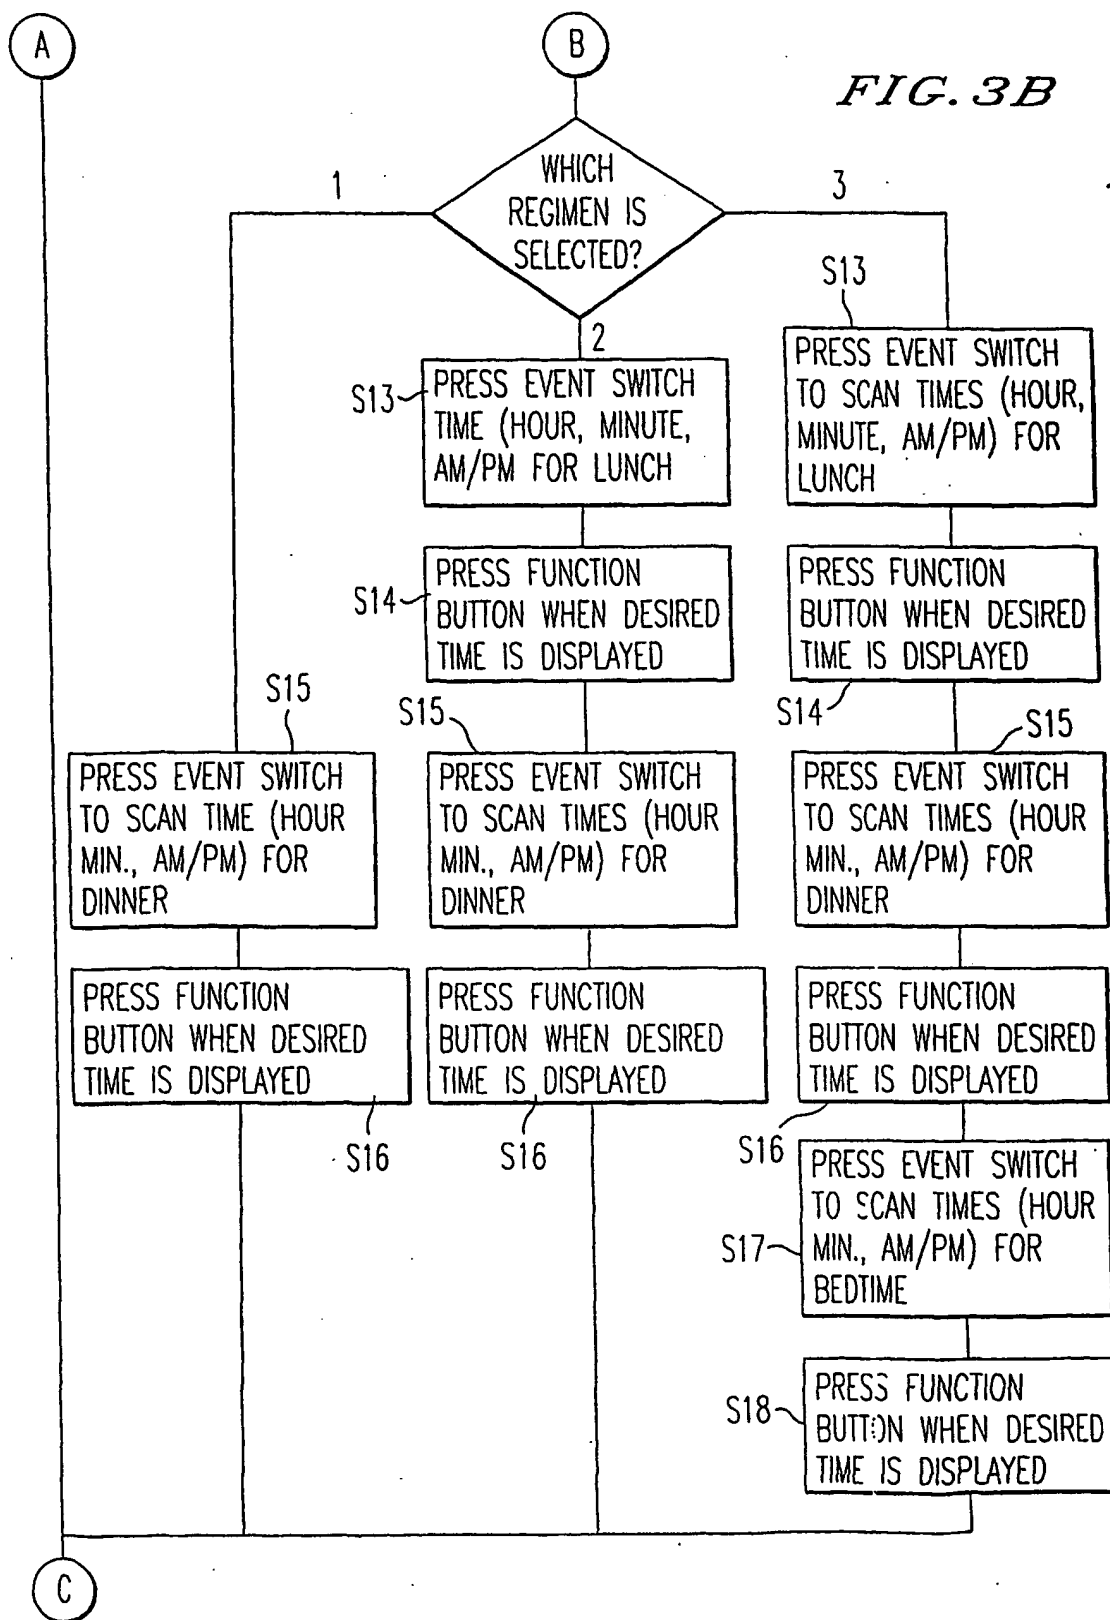 A
B
FIG. 3B
WHICH
REGIMEN IS
SELECTED?
1
3
2
S13
PRESS EVENT SWITCH
TIME (HOUR, MINUTE,
AM/PM FOR LUNCH
S13
PRESS EVENT SWITCH
TO SCAN TIMES (HOUR,
MINUTE, AM/PM) FOR
LUNCH
S14
PRESS FUNCTION
BUTTON WHEN DESIRED
TIME IS DISPLAYED
PRESS FUNCTION
BUTTON WHEN DESIRED
TIME IS DISPLAYED
S14
S15
PRESS EVENT SWITCH
TO SCAN TIME (HOUR
MIN., AM/PM) FOR
DINNER
S15
PRESS EVENT SWITCH
TO SCAN TIMES (HOUR
MIN., AM/PM) FOR
DINNER
S15
PRESS EVENT SWITCH
TO SCAN TIMES (HOUR
MIN., AM/PM) FOR
DINNER
PRESS FUNCTION
BUTTON WHEN DESIRED
TIME IS DISPLAYED
S16
PRESS FUNCTION
BUTTON WHEN DESIRED
TIME IS DISPLAYED
S16
PRESS FUNCTION
BUTTON WHEN DESIRED
TIME IS DISPLAYED
S16
S17
PRESS EVENT SWITCH
TO SCAN TIMES (HOUR
MIN., AM/PM) FOR
BEDTIME
S18
PRESS FUNCTION
BUTTON WHEN DESIRED
TIME IS DISPLAYED
C